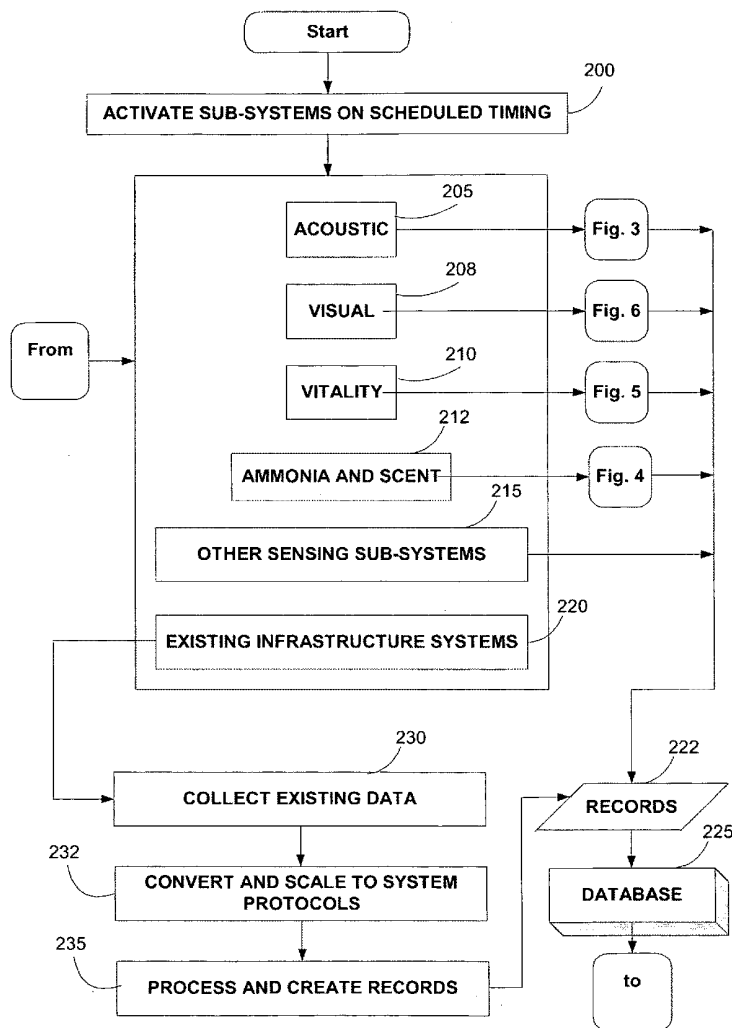 Start
200
ACTIVATE SUB-SYSTEMS ON SCHEDULED TIMING
205
ACOUSTIC
Fig. 3
208
VISUAL
Fig. 6
From
210
VITALITY
Fig. 5
212
AMMONIA AND SCENT
Fig. 4
215
OTHER SENSING SUB-SYSTEMS
EXISTING INFRASTRUCTURE SYSTEMS
220
230
COLLECT EXISTING DATA
222
RECORDS
232
CONVERT AND SCALE TO SYSTEM
PROTOCOLS
225
DATABASE
235
PROCESS AND CREATE RECORDS
to